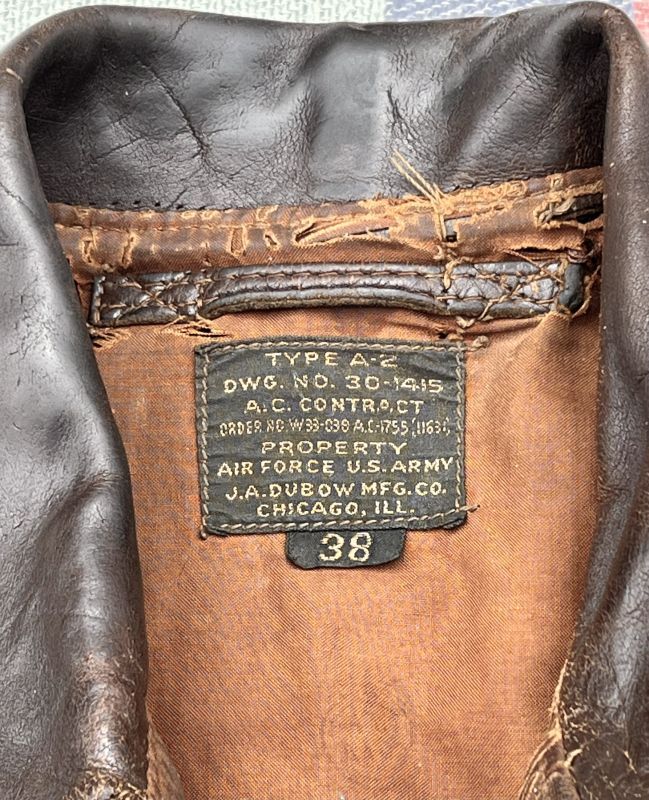 TYPE A-2
DWG. NO. 30-1415
A.C. CONTRACT
ORDER NO. W33-038 A.C-1755 (11631)
PROPERTY
AIR FORCE U.S. ARMY
J.A. DUBOW MFG. CO.
CHICAGO, ILL.
38